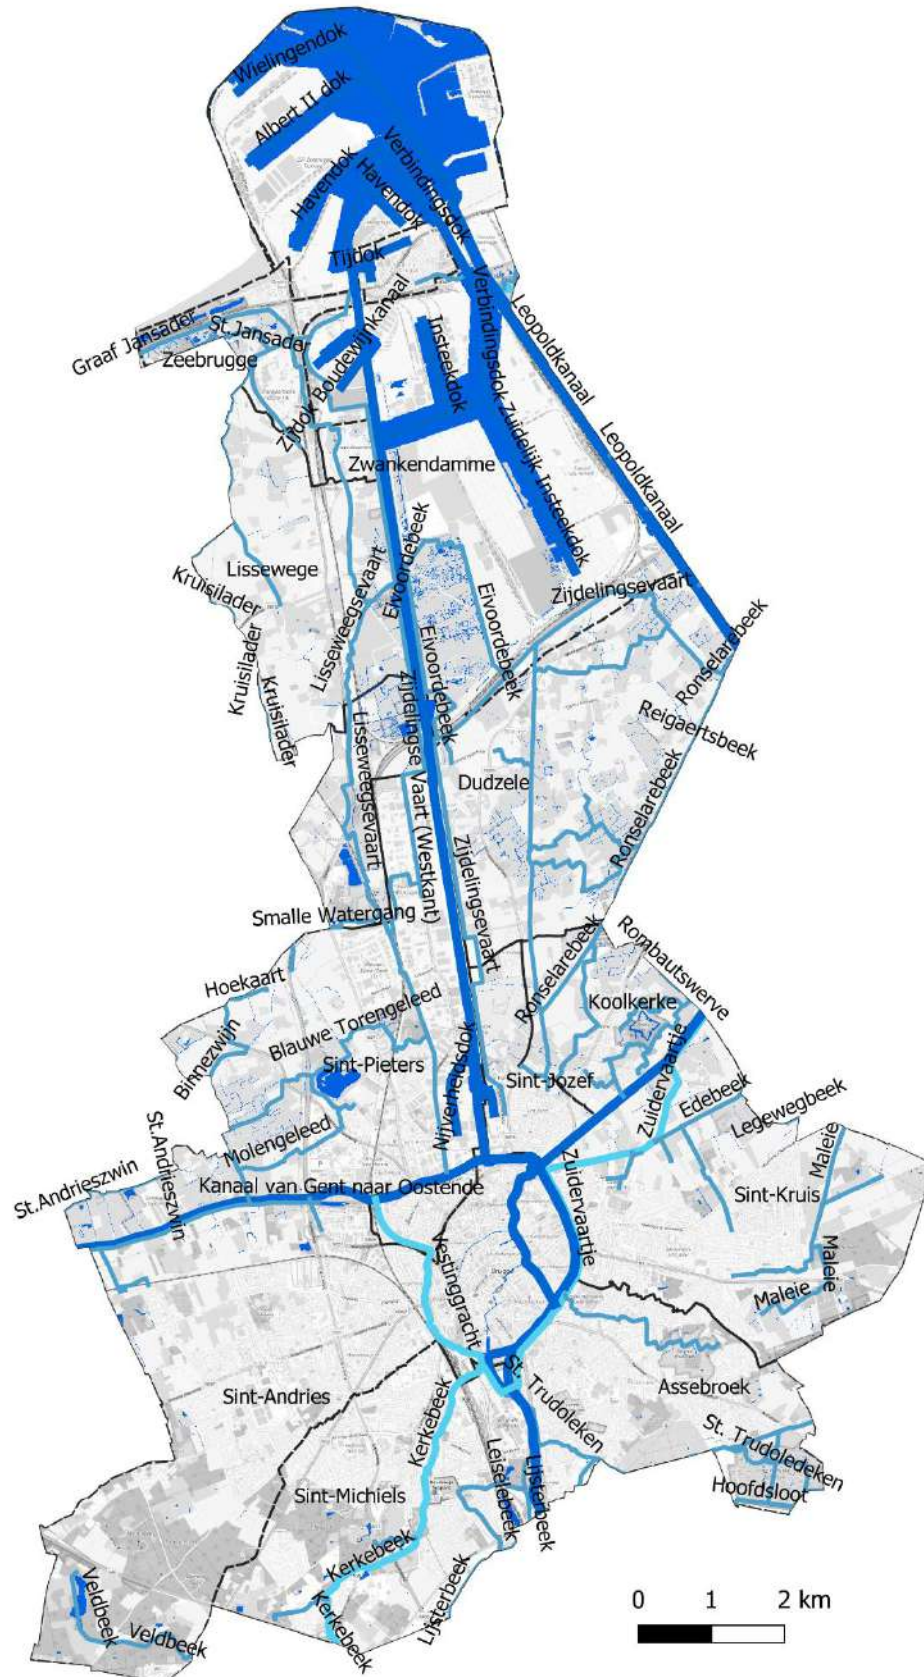 Wielingendok
Albert II dok
Havendok
Havendok
Verbindingsdok
Tijdok
Graaf Jansader
St.Jansader
Zeebrugge
Zijdok Boudewijnkanaal
Insteekdok
Verbindingsdok
Leopoldkanaal
Leopoldkanaal
Zuidelijk Insteekdok
Zwankendamme
Lissewege
Kruisilader
Kruisilader
Kruisilader
Lisseweegsevaart
Eivoordebeek
Eivoordebeek
Eivoordebeek
Zijdelingsevaart
Ronselarebeek
Reigaertsbeek
Lisseweegsevaart
Zijdelingse Vaart (Westkant)
Dudzele
Ronselarebeek
Zijdelingsevaart
Smalle Watergang
Hoekaart
Ronselarebeek
Rombautswerve
Koolkerke
Binnezwijn
Blauwe Torengeleed
Sint-Pieters
Nijverheidsdok
Sint-Jozef
Zuidervaartje
Edebeek
Legewegbeek
Molengeleed
St.Andrieszwin
St.Andrieszwin
Kanaal van Gent naar Oostende
Zuidervaartje
Maleie
Sint-Kruis
Maleie
Maleie
Vestinggracht
Sint-Andries
St. Trudoleken
Assebroek
Kerkebeek
St. Trudoledeken
Hoofdsloot
Sint-Michiels
Leiselebeek
Lijsterbeek
Kerkebeek
Kerkebeek
Lijsterbeek
Veldbeek
Veldbeek
0 1 2 km